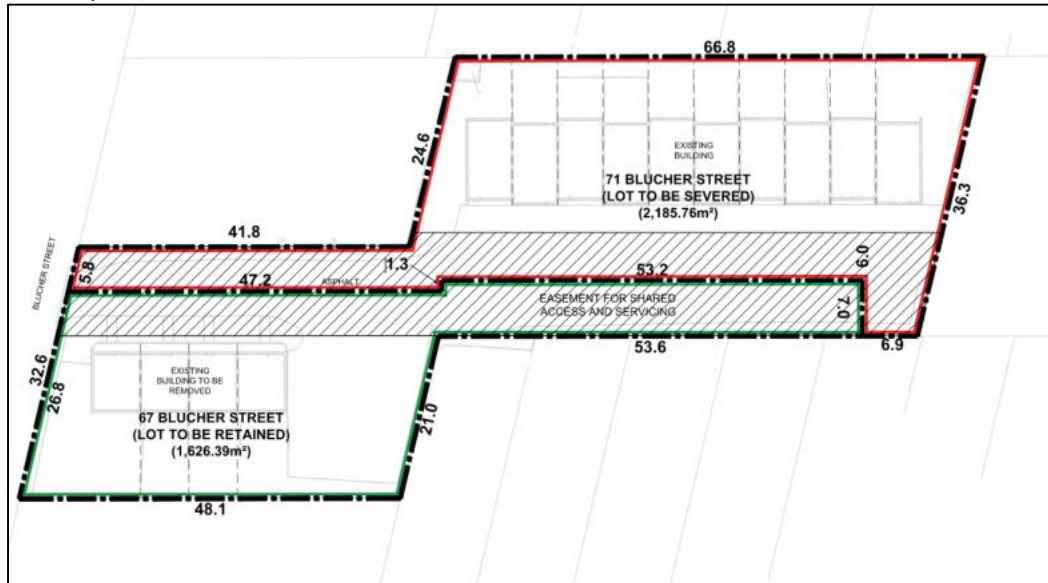 66.8
24.6
EXISTING
BUILDING
71 BLUCHER STREET
(LOT TO BE SEVERED)
(2,185.76m²)
36.3
41.8
BLUCHER STREET
5.8
1.3
47.2
ASPHALT
53.2
6.0
EASEMENT FOR SHARED
ACCESS AND SERVICING
7.0
53.6
6.9
32.6
26.8
EXISTING
BUILDING TO BE
REMOVED
67 BLUCHER STREET
(LOT TO BE RETAINED)
(1,626.39m²)
21.0
48.1